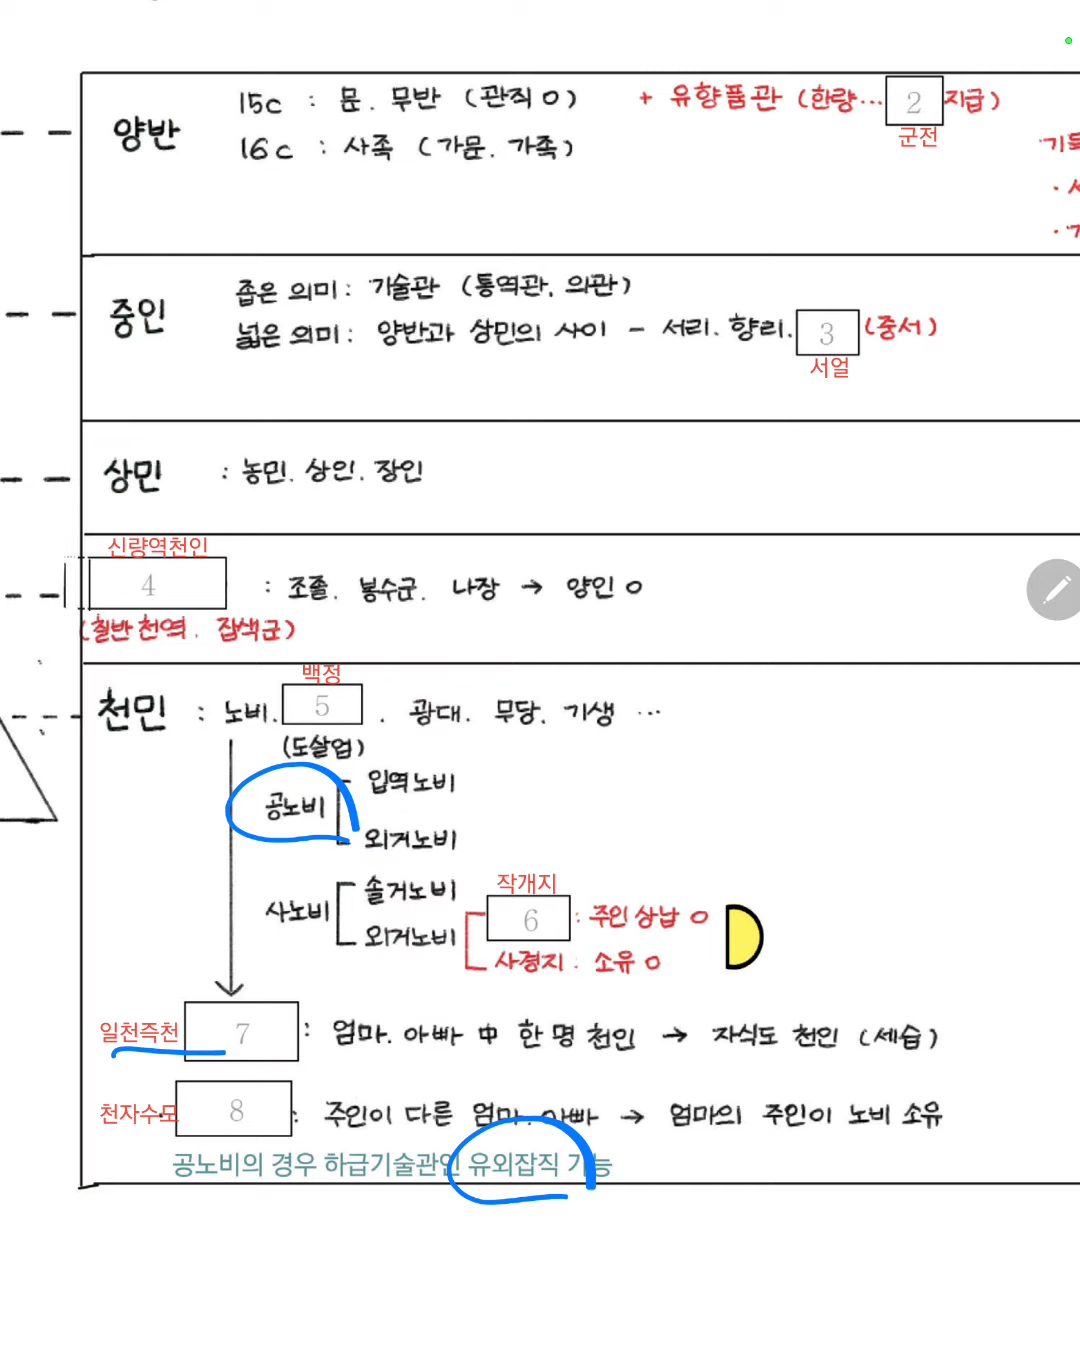 15c : 문. 무반 (관직 O) + 유향품관 (한량… 2 지급)
군전
양반
16c : 사족 (가문. 가족)
좁은 의미 : 기술관 (통역관. 의관)
중인
넓은 의미 : 양반과 상민의 사이 - 서리. 향리. 3 (중서)
서얼
상민 : 농민. 상인. 장인
신량역천인
4 : 조졸. 봉수군. 나장 → 양인 O
(칠반천역. 잡색군)
백정
천민 : 노비. 5 . 광대. 무당. 기생 …
(도살업)
입역노비
공노비
외거노비
작개지
솔거노비
사노비 6 : 주인 상납 O
외거노비
사경지 : 소유 O
일천즉천 7 : 엄마. 아빠 中 한 명 천인 → 자식도 천인 (세습)
천자수모 8 : 주인이 다른 엄마. 아빠 → 엄마의 주인이 노비 소유
공노비의 경우 하급기술관인 유외잡직 가능